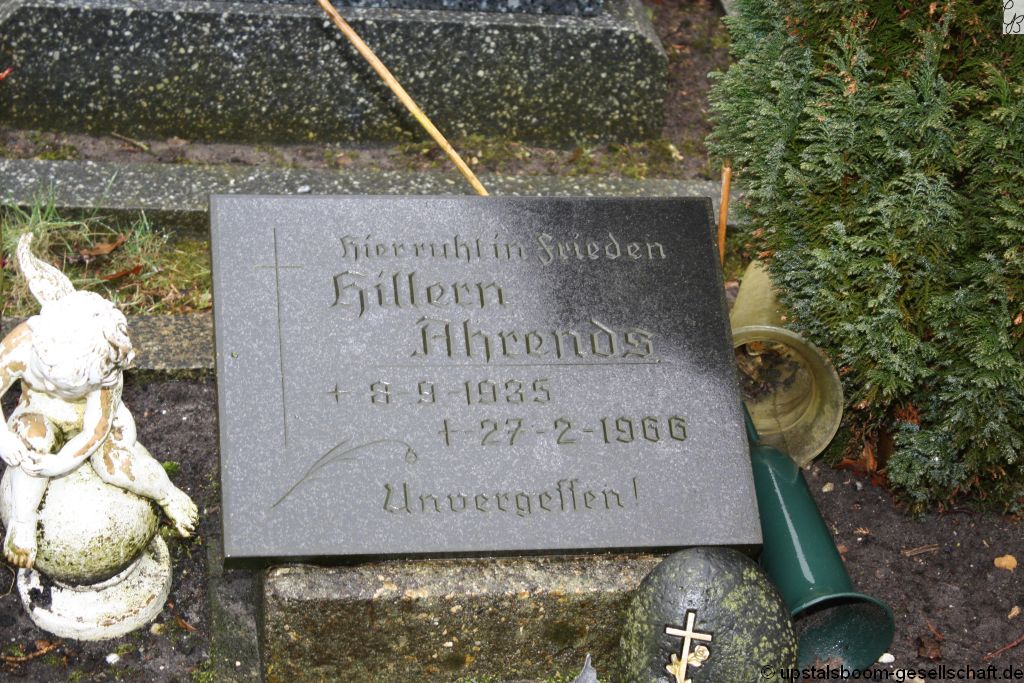 Hier ruht in Frieden
Hillern
Ahrends
+ 8-9-1935
+ 27-2-1966
Unvergessen!
© upstalsboom-gesellschaft.de